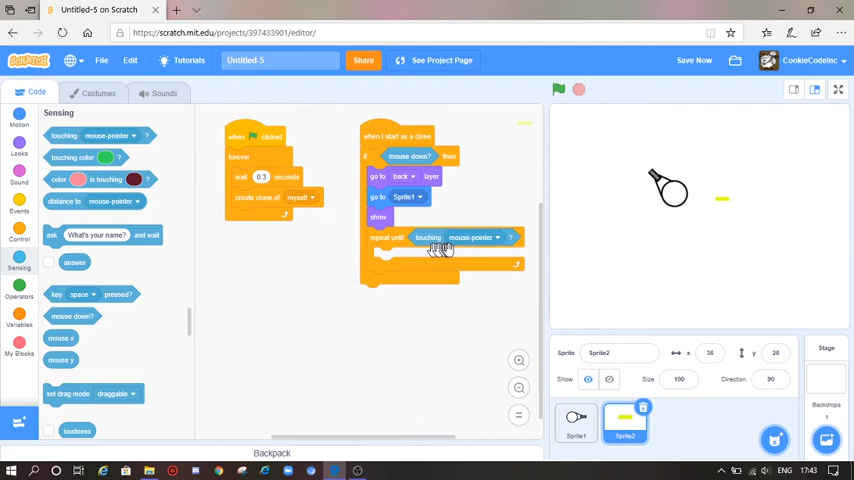 Untitled-5 on Scratch
https://scratch.mit.edu/projects/397433901/editor/
SCRATCH File Edit Tutorials Untitled-5 Share See Project Page Save Now CookieCodeInc
Code Costumes Sounds
Motion
Looks
Sound
Events
Control
Sensing
Operators
Variables
My Blocks
Sensing
touching mouse-pointer ?
touching color ?
color is touching ?
distance to mouse-pointer
ask What's your name? and wait
answer
key space pressed?
mouse down?
mouse x
mouse y
set drag mode draggable
loudness
when clicked
forever
wait 0.3 seconds
create clone of myself
when I start as a clone
if mouse down? then
go to back layer
go to Sprite1
show
repeat until touching mouse-pointer ?
Backpack
Sprite Sprite2 x 36 y 28
Show Size 100 Direction 90
Sprite1
Sprite2
Stage
Backdrops
1
ENG 17:43